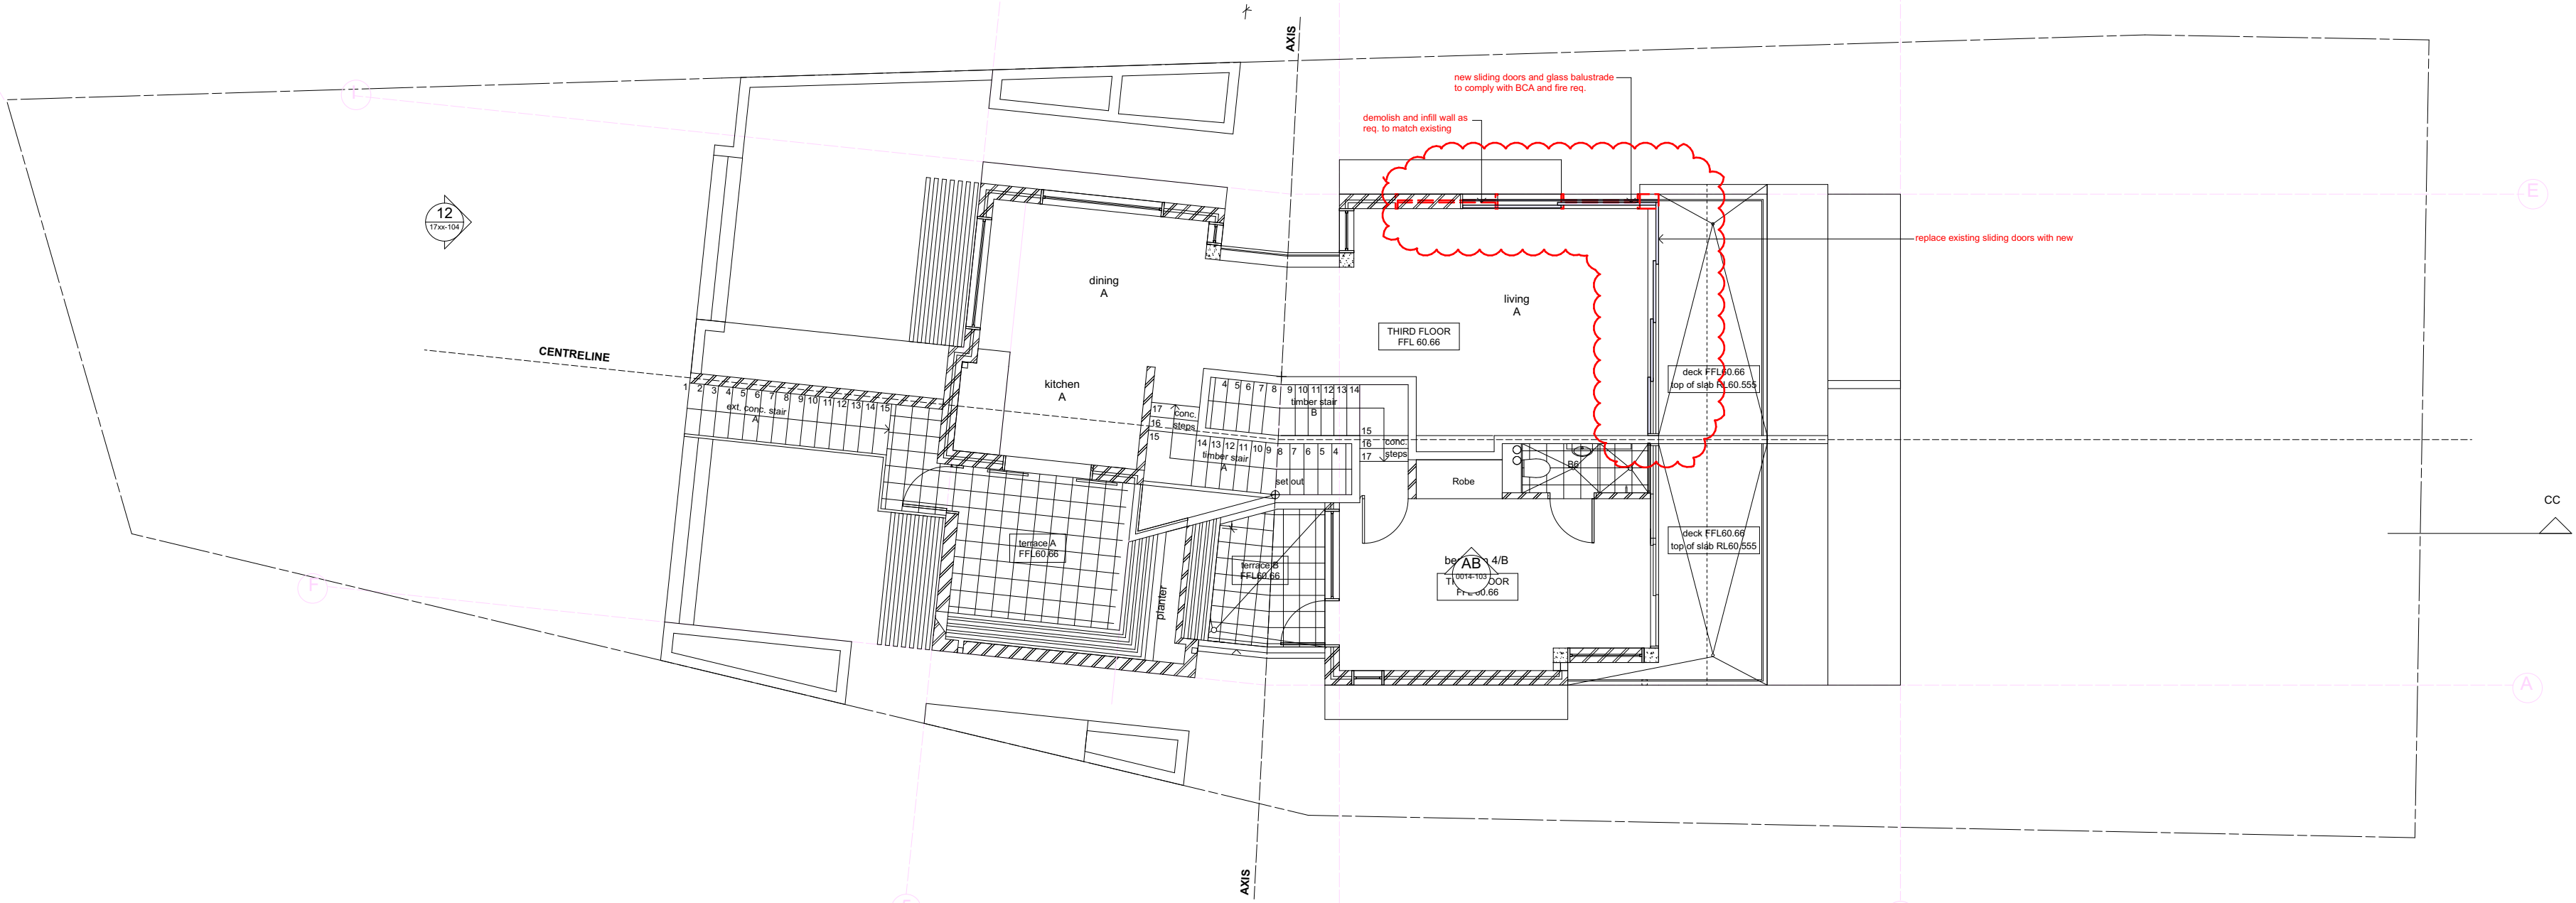 AXIS
new sliding doors and glass balustrade
to comply with BCA and fire req.
demolish and infill wall as
req. to match existing
E
12
17xx-104
replace existing sliding doors with new
dining
A
living
A
THIRD FLOOR
FFL 60.66
CENTRELINE
kitchen
A
deck FFL60.66
top of slab RL60.555
1 2 3 4 5 6 7 8 9 10 11 12 13 14 15
ext. conc. stair
A
4 5 6 7 8 9 10 11 12 13 14
timber stair
B
17 conc.
16 steps
15
15
16 conc.
17 steps
14 13 12 11 10 9 8 7 6 5 4
timber stair
A
set out
Robe
B6
CC
terrace A
FFL60.66
terrace B
FFL60.66
planter
4/B
AB
0014-103
deck FFL60.66
top of slab RL60.555
F
A
AXIS